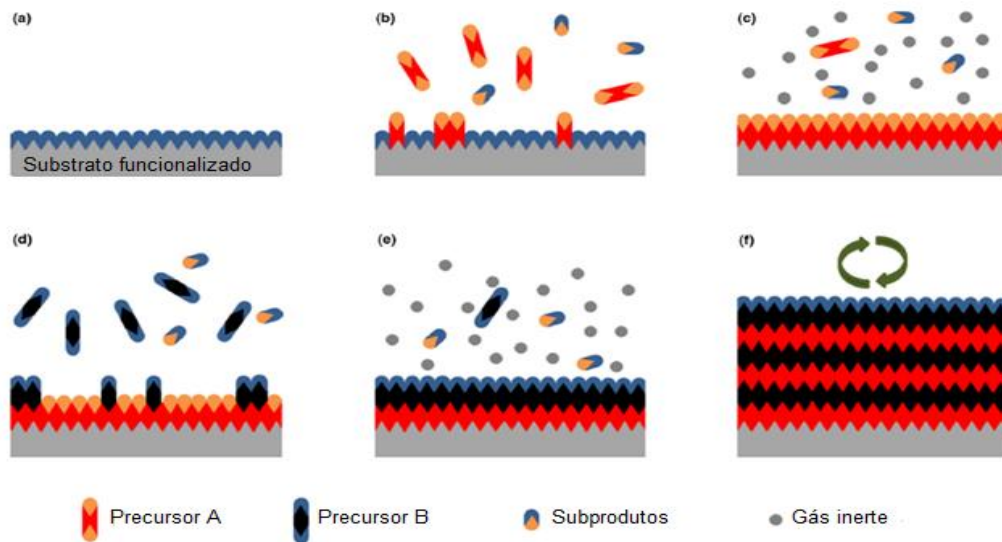 (a)
(b)
(c)
Substrato funcionalizado
(d)
(e)
(f)
Precursor A
Precursor B
Subprodutos
Gás inerte